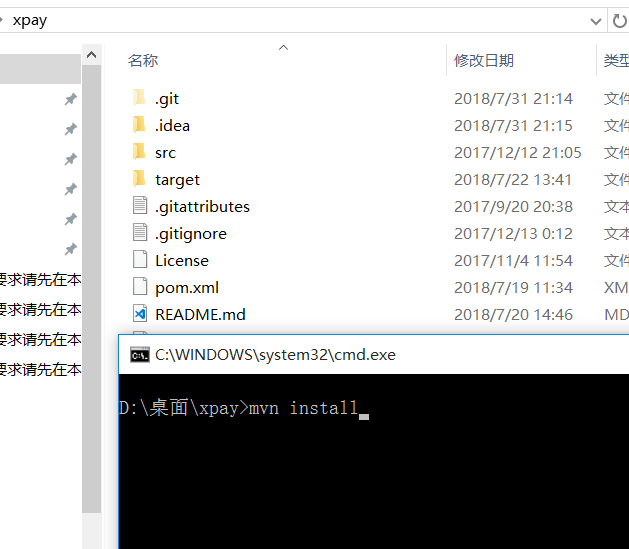 xpay
名称 修改日期 类型
.git 2018/7/31 21:14 文件
.idea 2018/7/31 21:15 文件
src 2017/12/12 21:05 文件
target 2018/7/22 13:41 文件
.gitattributes 2017/9/20 20:38 文本
.gitignore 2017/12/13 0:12 文本
License 2017/11/4 11:54 文件
pom.xml 2018/7/19 11:34 XM
README.md 2018/7/20 14:46 MD
要求请先在本
要求请先在本
要求请先在本
要求请先在本
C:\WINDOWS\system32\cmd.exe
D:\桌面\xpay>mvn install